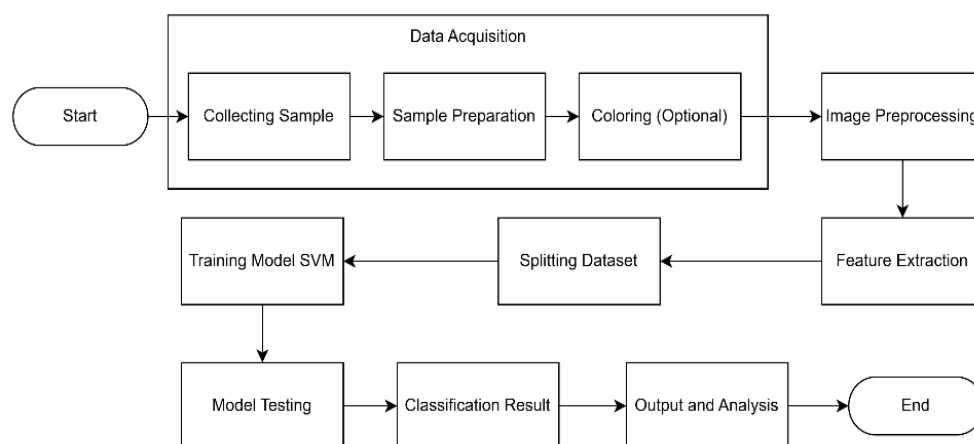 Data Acquisition
Start
Collecting Sample
Sample Preparation
Coloring (Optional)
Image Preprocessing
Feature Extraction
Splitting Dataset
Training Model SVM
Model Testing
Classification Result
Output and Analysis
End